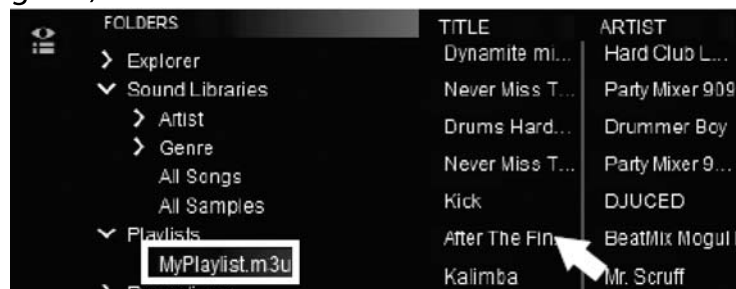 FOLDERS
Explorer
Sound Libraries
Artist
Genre
All Songs
All Samples
Playlists
MyPlaylist.m3u
TITLE
Dynamite mi...
Never Miss T...
Drums Hard...
Never Miss T...
Kick
After The Fin
Kalimba
ARTIST
Hard Club L...
Party Mixer 909
Drummer Boy
Party Mixer 9...
DJUCED
BeatMix Mogul
Mr. Scruff